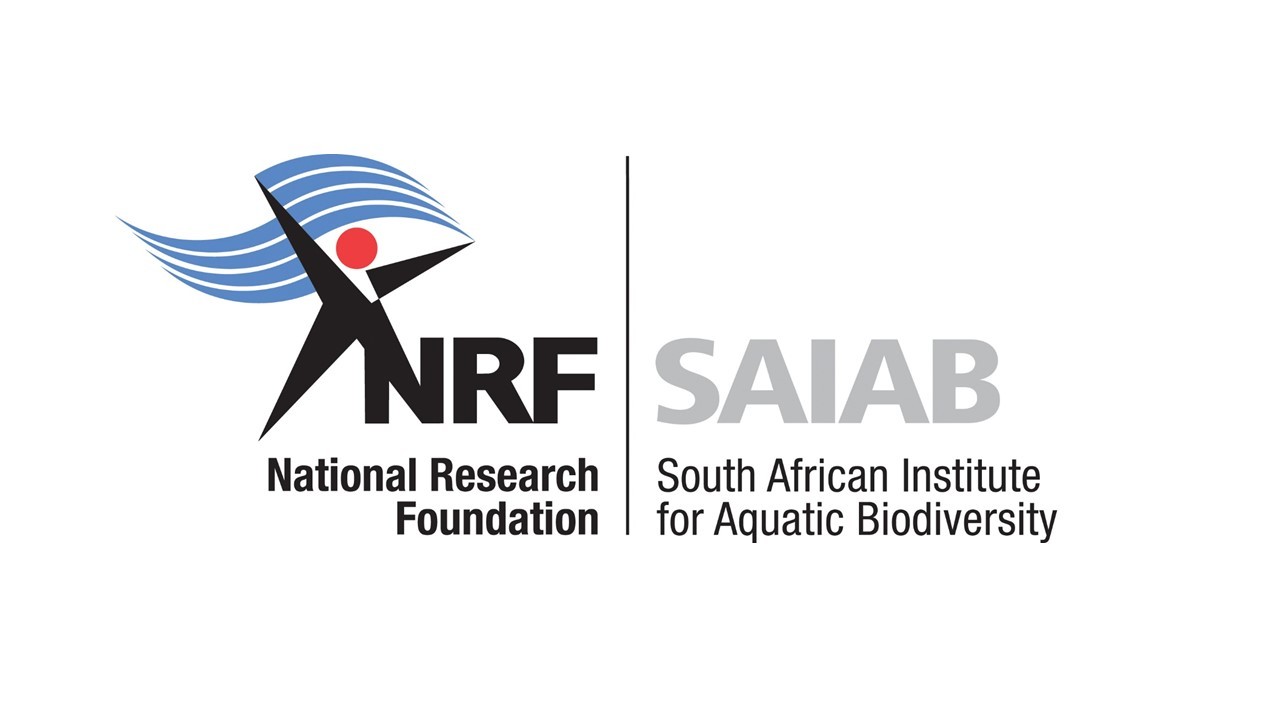 NRF
National Research
Foundation
SAIAB
South African Institute
for Aquatic Biodiversity